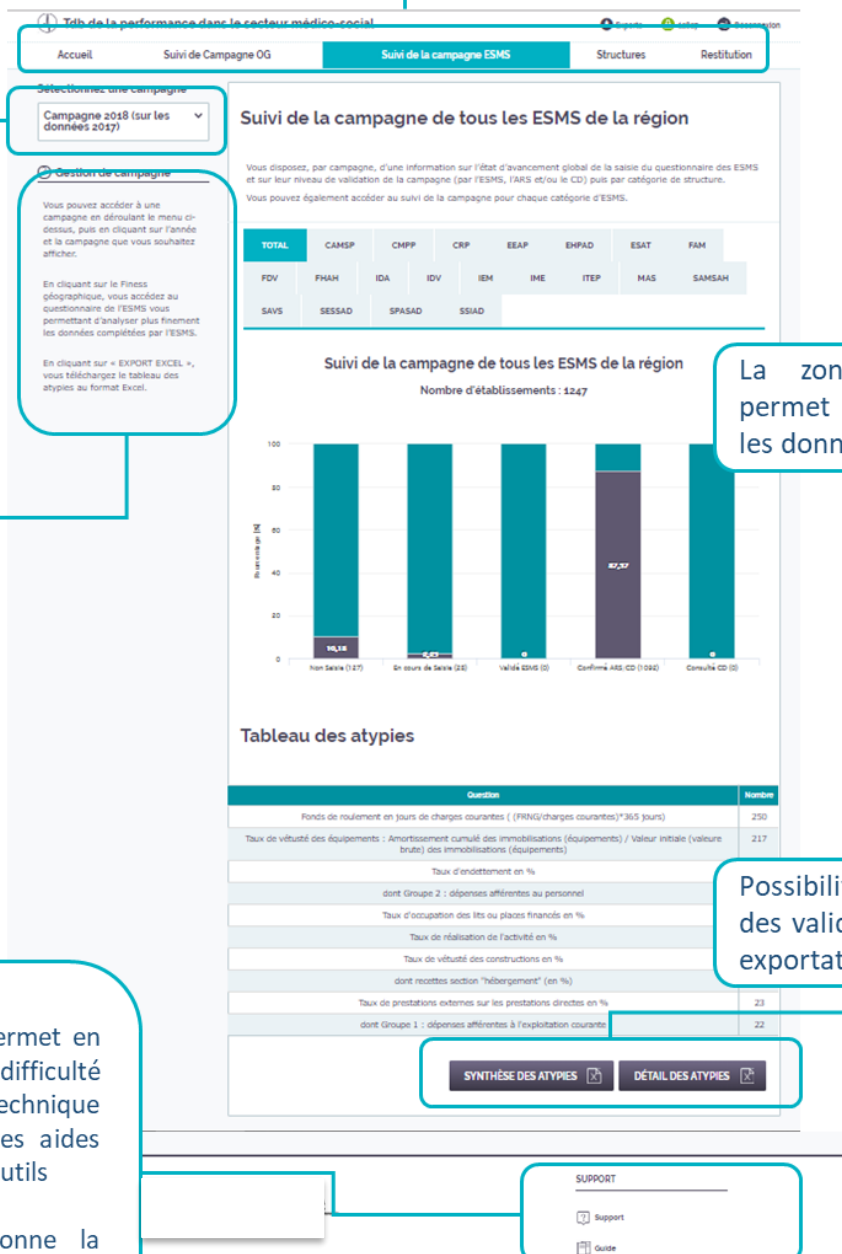 Tdb de la performance dans le secteur médico-social
Experts
Déconnexion
Accueil
Suivi de Campagne OG
Suivi de la campagne ESMS
Structures
Restitution
Sélectionnez une campagne
Campagne 2018 (sur les
données 2017)
Gestion de campagne
Vous pouvez accéder à une
campagne en déroulant le menu ci-
dessus, puis en cliquant sur l'année
et la campagne que vous souhaitez
afficher.
En cliquant sur le Finess
géographique, vous accédez au
questionnaire de l'ESMS vous
permettant d'analyser plus finement
les données complétées par l'ESMS.
En cliquant sur « EXPORT EXCEL »,
vous téléchargez le tableau des
atypies au format Excel.
Suivi de la campagne de tous les ESMS de la région
Vous disposez, par campagne, d'une information sur l'état d'avancement global de la saisie du questionnaire des ESMS
et sur leur niveau de validation de la campagne (par l'ESMS, l'ARS et/ou le CD) puis par catégorie de structure.
Vous pouvez également accéder au suivi de la campagne pour chaque catégorie d'ESMS.
TOTAL CAMSP CMPP CRP EEAP EHPAD ESAT FAM
FDV FHAH IDA IDV IEM IME ITEP MAS SAMSAH
SAVS SESSAD SPASAD SSIAD
Suivi de la campagne de tous les ESMS de la région
Nombre d'établissements : 1247
La zon
permet
les donn
Pourcentage [%]
100
80
60
40
20
0
10,18
0
87,57
0
Non Saisie (127)
En cours de Saisie (28)
Validé ESMS (0)
Confirmé ARS/CD (1092)
Consulté CD (0)
Tableau des atypies
Question Nombre
Fonds de roulement en jours de charges courantes ( (FRNG/charges courantes)*365 jours) 250
Taux de vétusté des équipements : Amortissement cumulé des immobilisations (équipements) / Valeur initiale (valeure 217
brute) des immobilisations (équipements)
Taux d'endettement en %
dont Groupe 2 : dépenses afférentes au personnel
Taux d'occupation des lits ou places financés en %
Taux de réalisation de l'activité en %
Taux de vétusté des constructions en %
dont recettes section "hébergement" (en %)
Taux de prestations externes sur les prestations directes en % 23
dont Groupe 1 : dépenses afférentes à l'exploitation courante 22
Possibili
des valid
exportat
SYNTHÈSE DES ATYPIES
DÉTAIL DES ATYPIES
ermet en
difficulté
echnique
es aides
utils
onne la
SUPPORT
Support
Guide